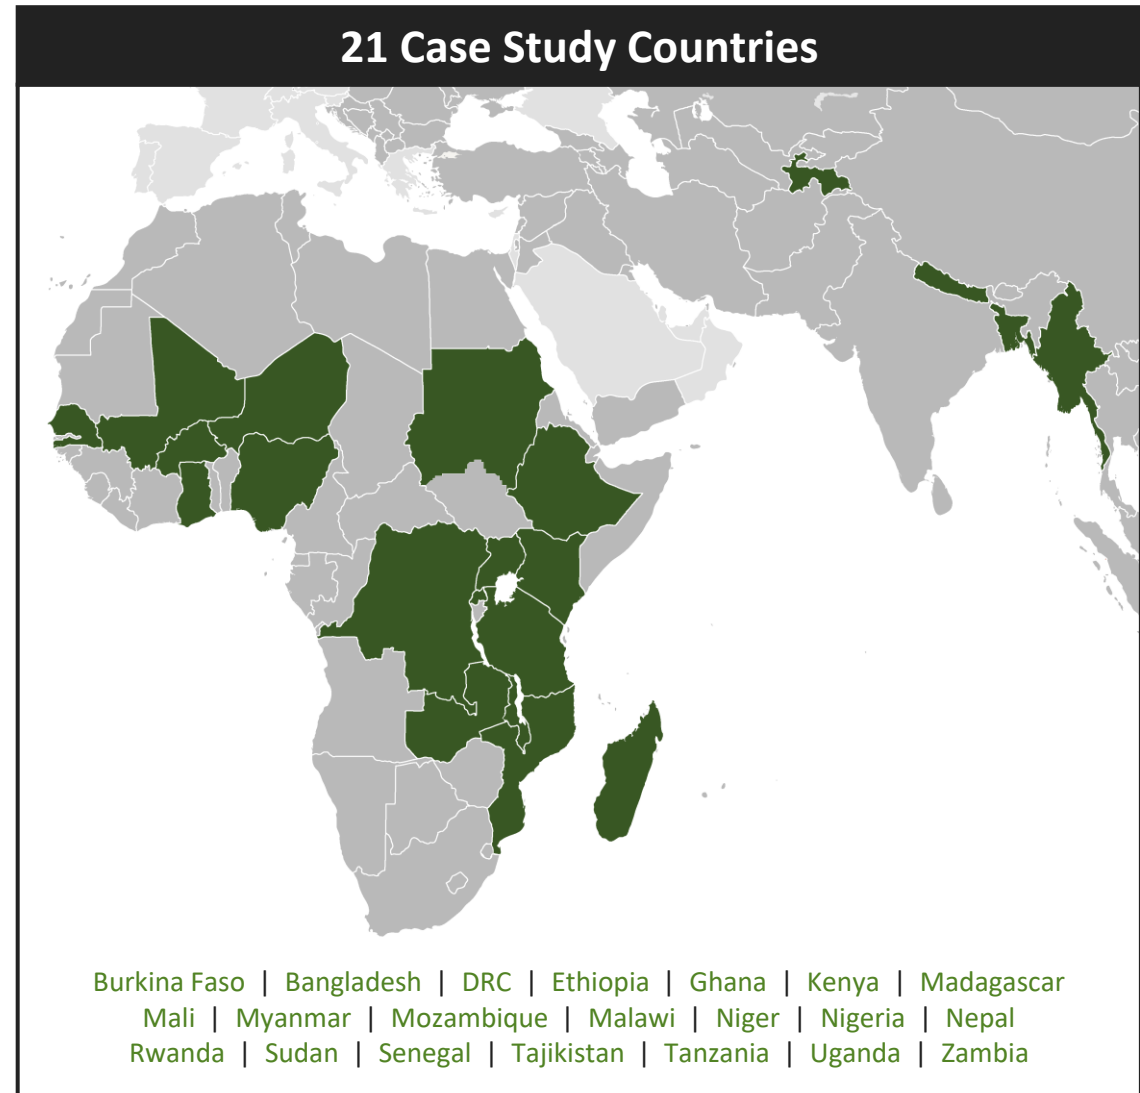 21 Case Study Countries
Burkina Faso | Bangladesh | DRC | Ethiopia | Ghana | Kenya | Madagascar
Mali | Myanmar | Mozambique | Malawi | Niger | Nigeria | Nepal
Rwanda | Sudan | Senegal | Tajikistan | Tanzania | Uganda | Zambia